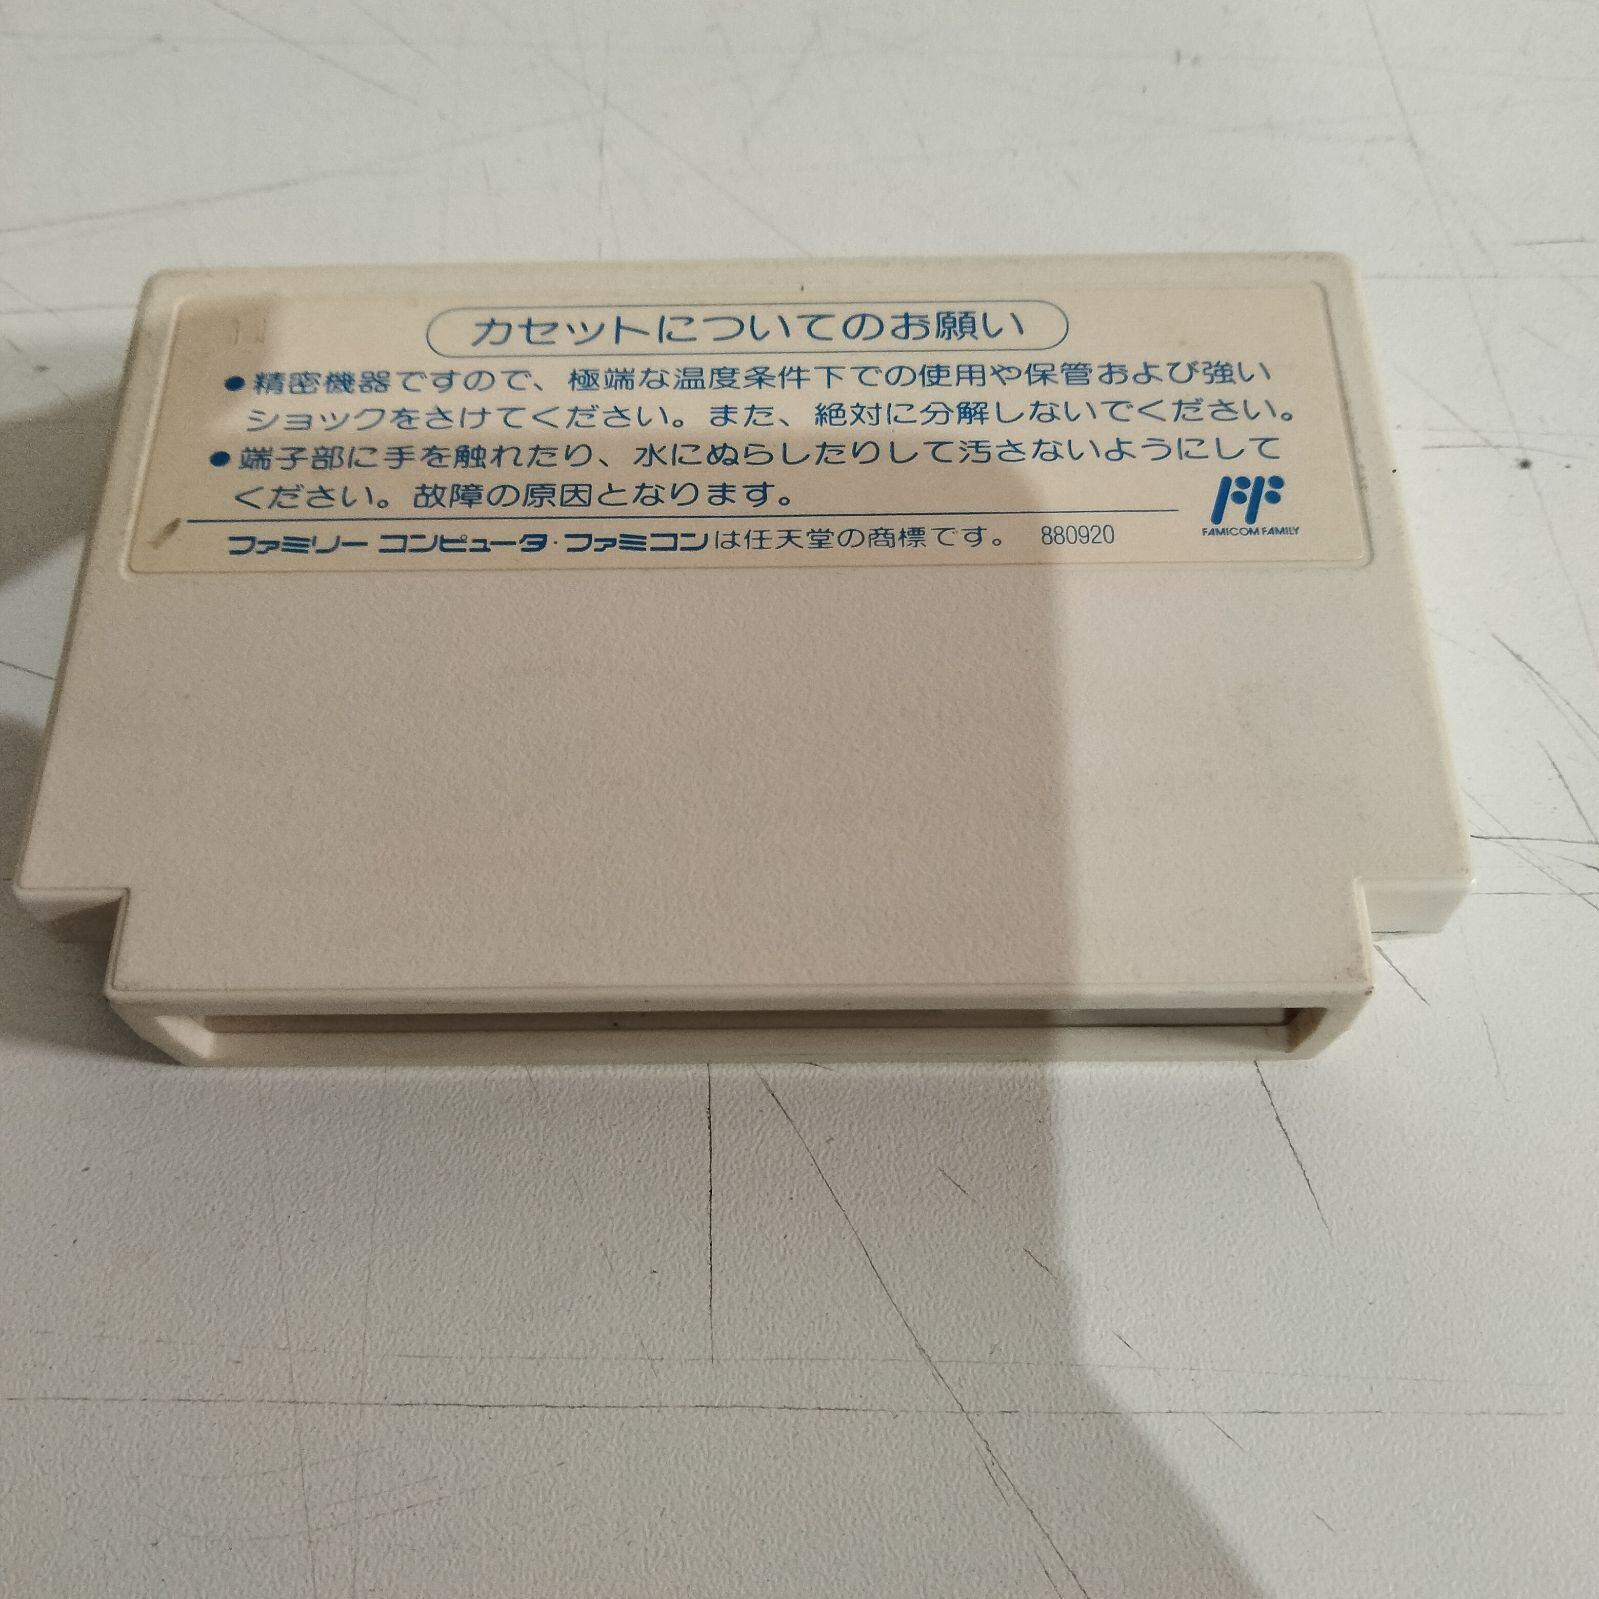 カセットについてのお願い
●精密機器ですので、極端な温度条件下での使用や保管および強い
ショックをさけてください。また、絶対に分解しないでください。
●端子部に手を触れたり、水にぬらしたりして汚さないようにして
ください。故障の原因となります。
FF
FAMICOM FAMILY
ファミリー コンピュータ・ファミコンは任天堂の商標です。 880920